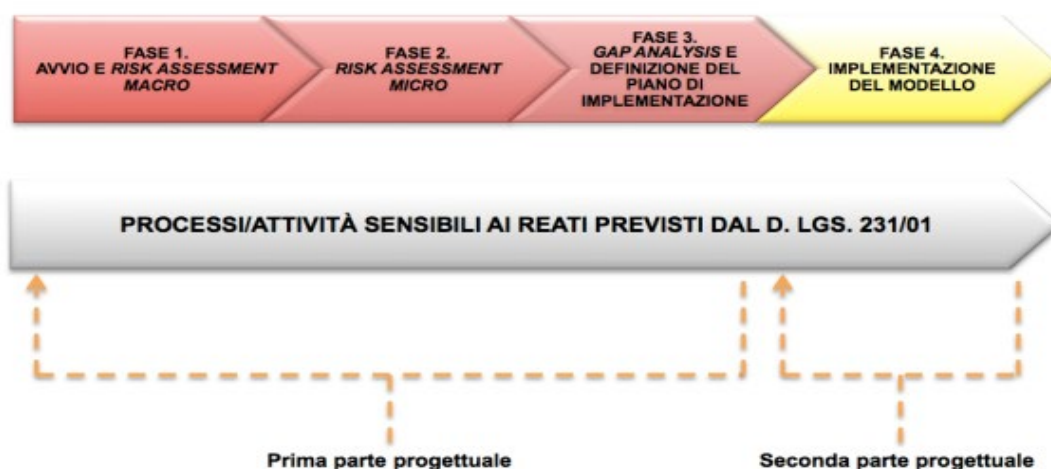 FASE 1.
AVVIO E RISK ASSESSMENT
MACRO
FASE 2.
RISK ASSESSMENT
MICRO
FASE 3.
GAP ANALYSIS E
DEFINIZIONE DEL
PIANO DI
IMPLEMENTAZIONE
FASE 4.
IMPLEMENTAZIONE
DEL MODELLO
PROCESSI/ATTIVITÀ SENSIBILI AI REATI PREVISTI DAL D. LGS. 231/01
Prima parte progettuale
Seconda parte progettuale